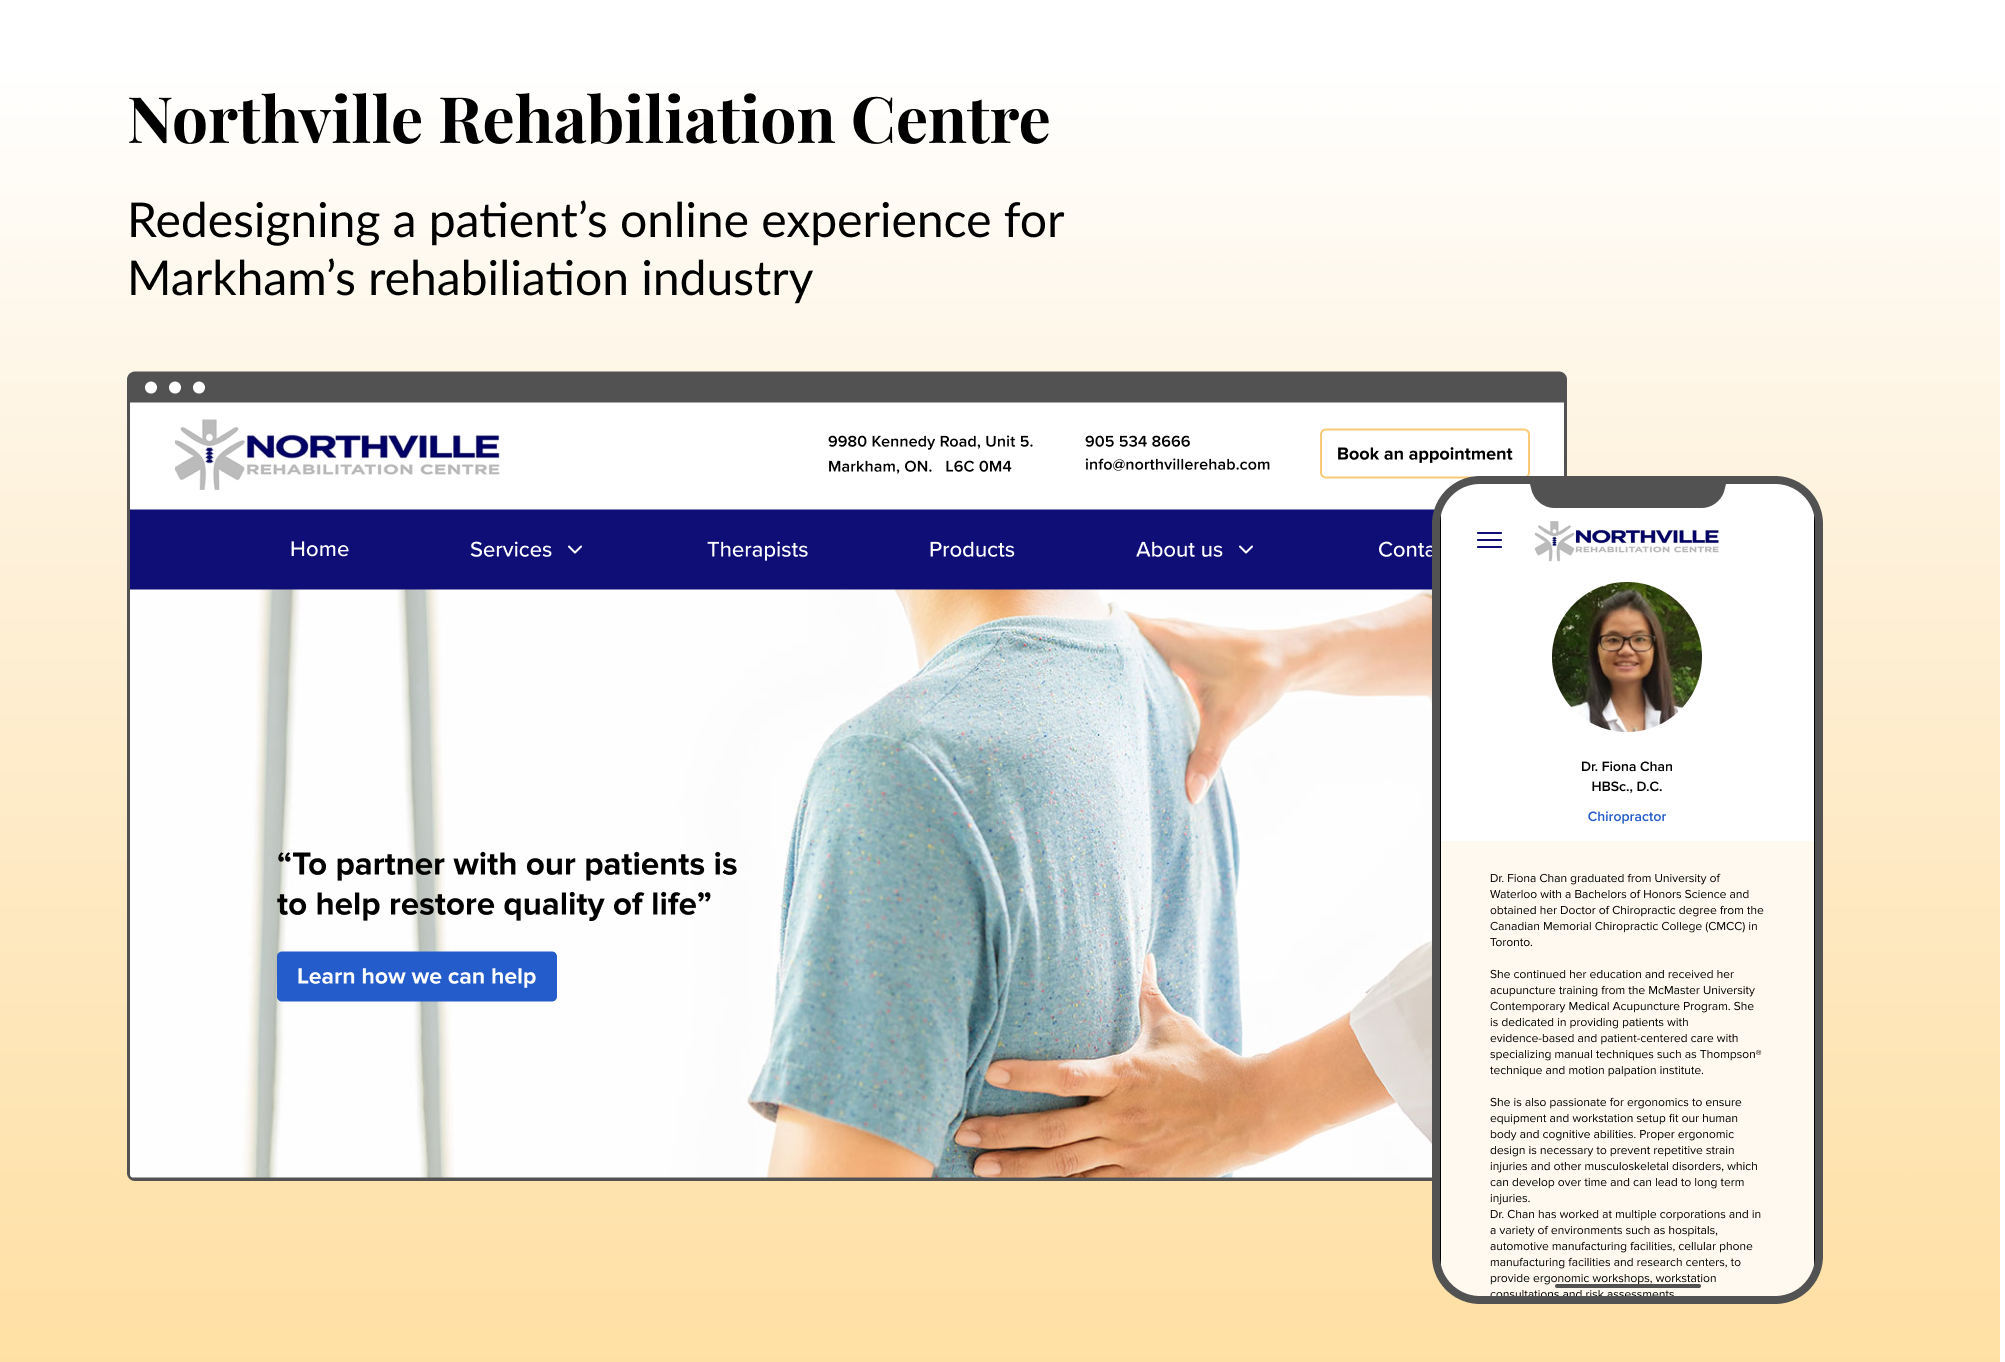 Northville Rehabiliation Centre
Redesigning a patient’s online experience for
Markham’s rehabiliation industry
NORTHVILLE
REHABILITATION CENTRE
9980 Kennedy Road, Unit 5.
Markham, ON. L6C 0M4
905 534 8666
info@northvillerehab.com
Book an appointment
Home
Services
Therapists
Products
About us
Conta
“To partner with our patients is
to help restore quality of life”
Learn how we can help
NORTHVILLE
REHABILITATION CENTRE
Dr. Fiona Chan
HBSc., D.C.
Chiropractor
Dr. Fiona Chan graduated from University of
Waterloo with a Bachelors of Honors Science and
obtained her Doctor of Chiropractic degree from the
Canadian Memorial Chiropractic College (CMCC) in
Toronto.
She continued her education and received her
acupuncture training from the McMaster University
Contemporary Medical Acupuncture Program. She
is dedicated in providing patients with
evidence-based and patient-centered care with
specializing manual techniques such as Thompson®
technique and motion palpation institute.
She is also passionate for ergonomics to ensure
equipment and workstation setup fit our human
body and cognitive abilities. Proper ergonomic
design is necessary to prevent repetitive strain
injuries and other musculoskeletal disorders, which
can develop over time and can lead to long term
injuries.
Dr. Chan has worked at multiple corporations and in
a variety of environments such as hospitals,
automotive manufacturing facilities, cellular phone
manufacturing facilities and research centers, to
provide ergonomic workshops, workstation
consultations and risk assessments